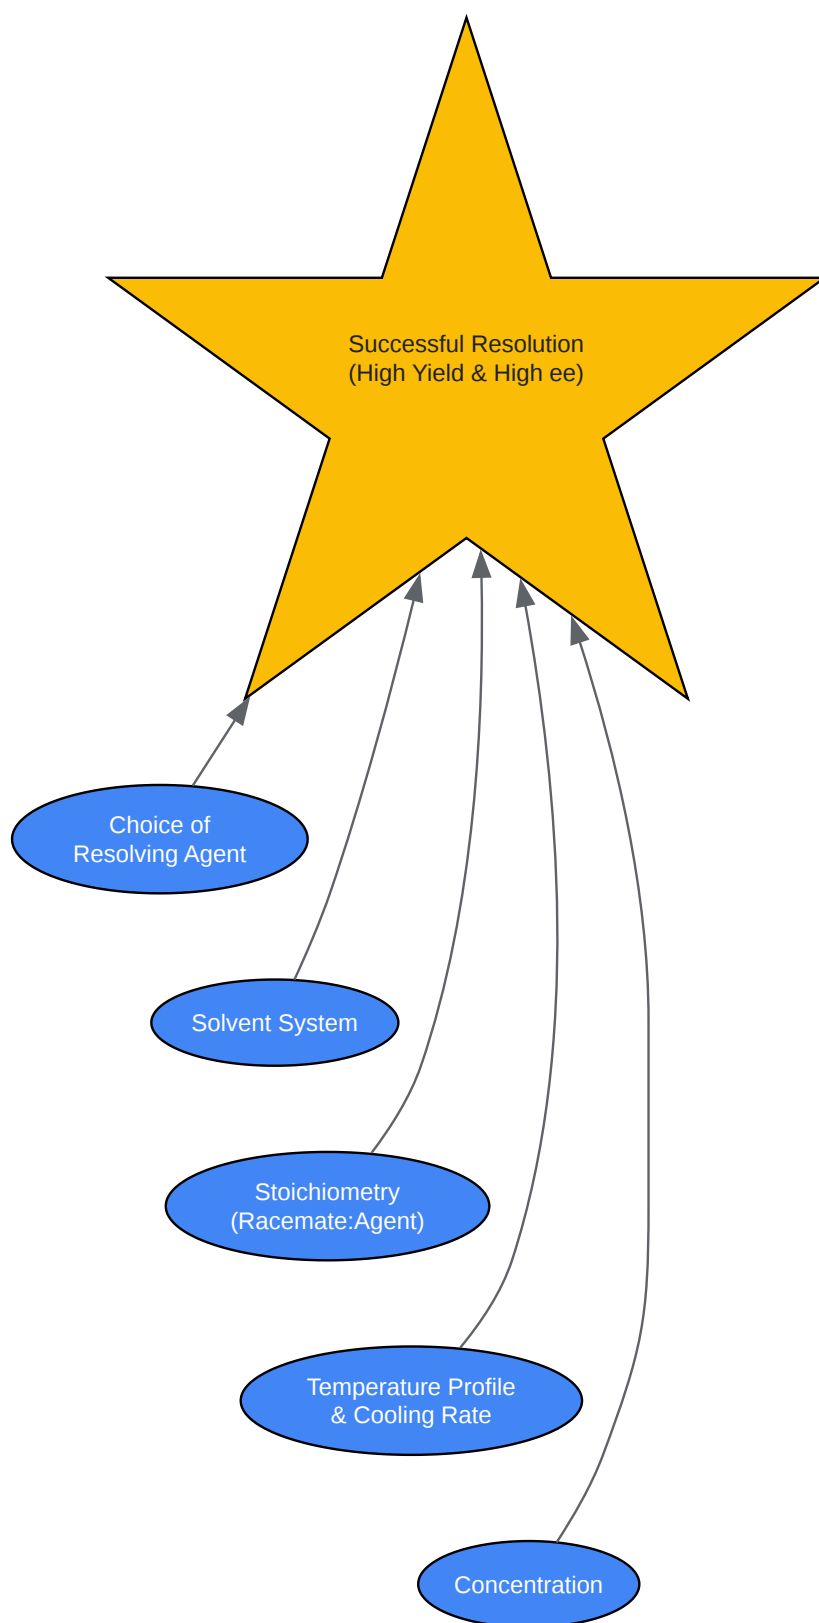 Successful Resolution
(High Yield & High ee)
Choice of
Resolving Agent
Solvent System
Stoichiometry
(Racemate:Agent)
Temperature Profile
& Cooling Rate
Concentration